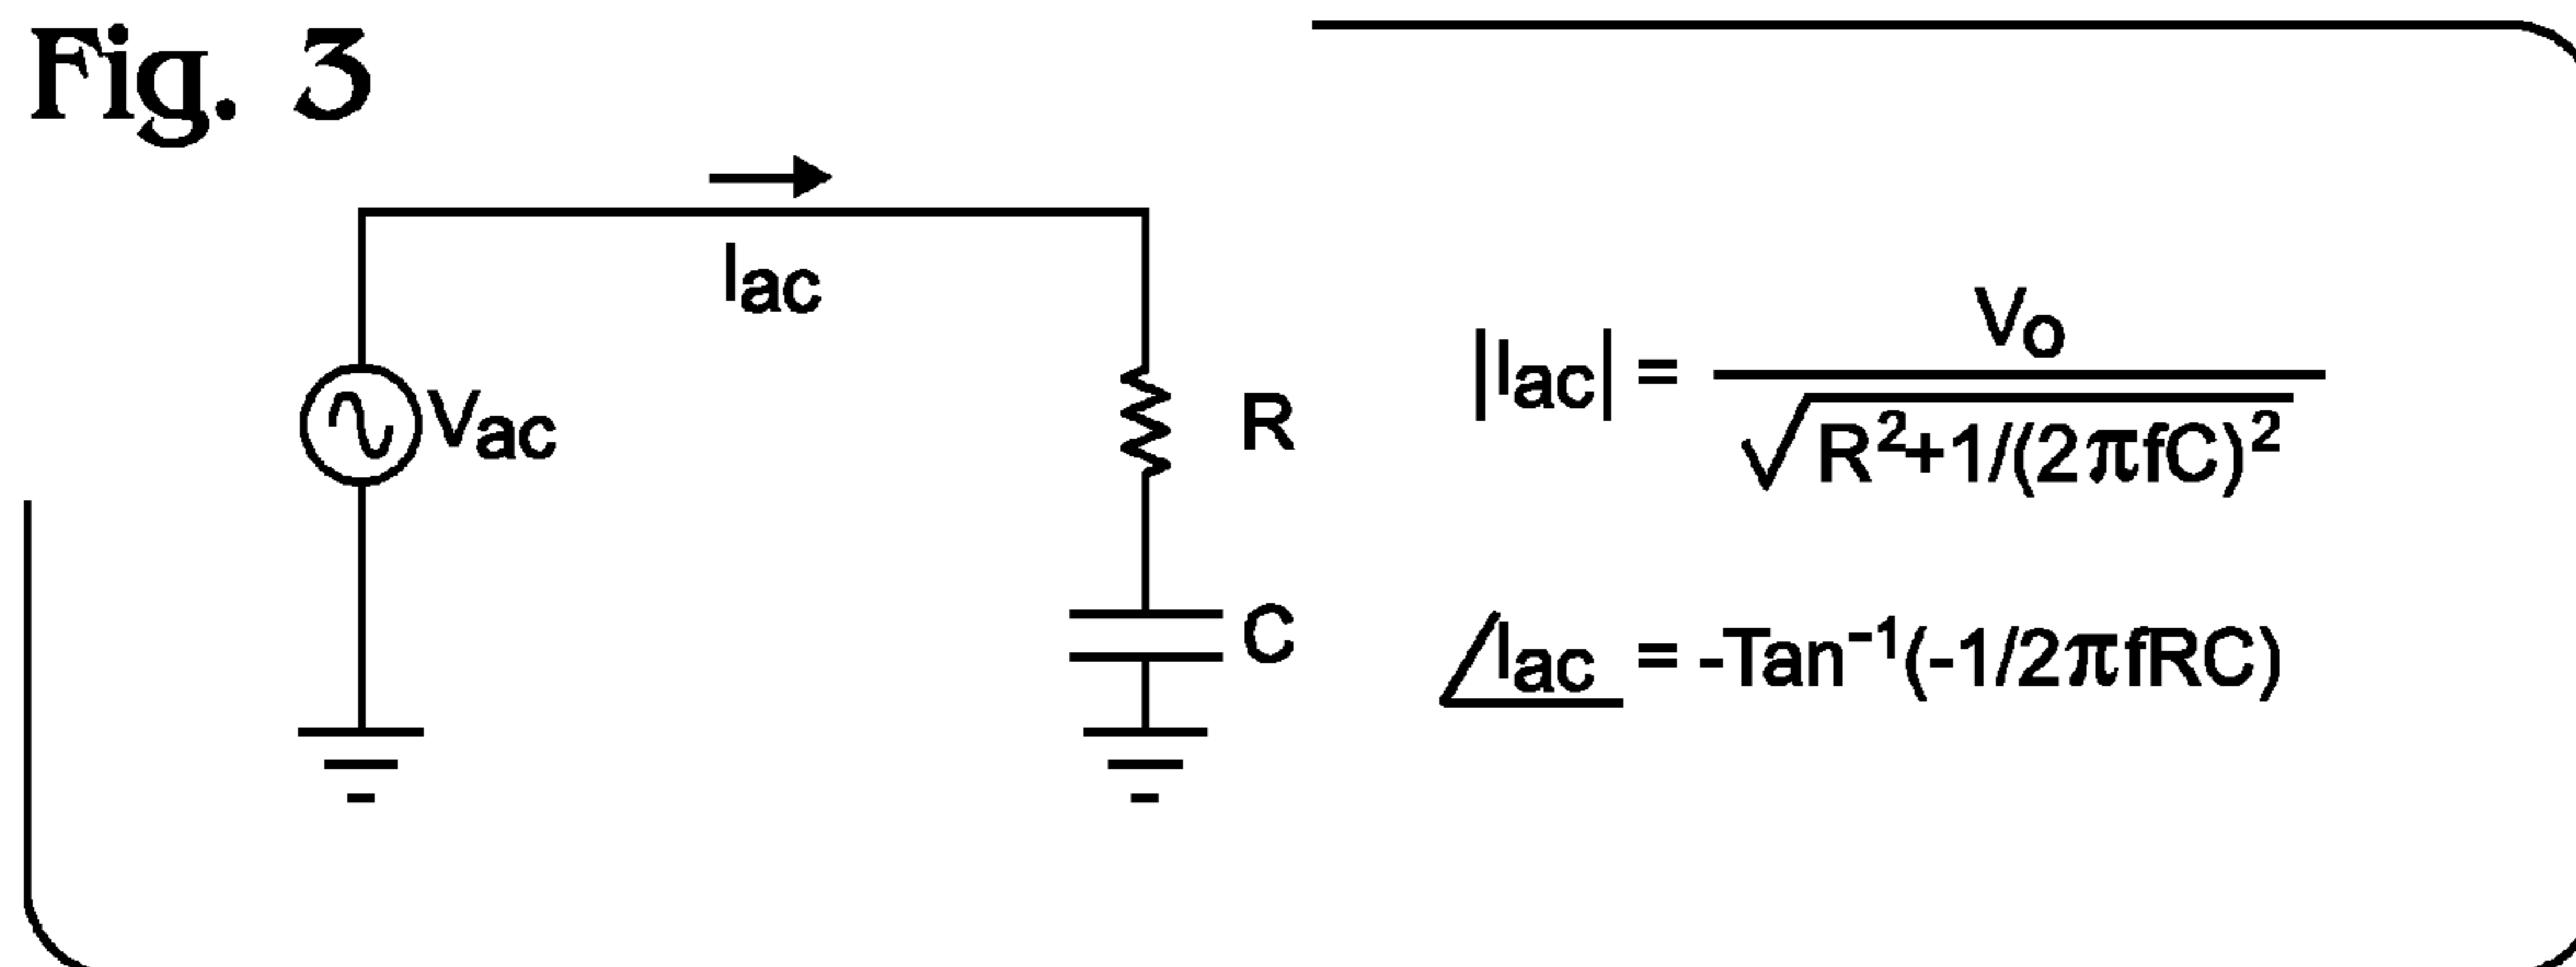 Fig. 3
Iac
Vac
R
|Iac| = Vo / √R²+1/(2πfC)²
C
∠Iac = -Tan⁻¹(-1/2πfRC)